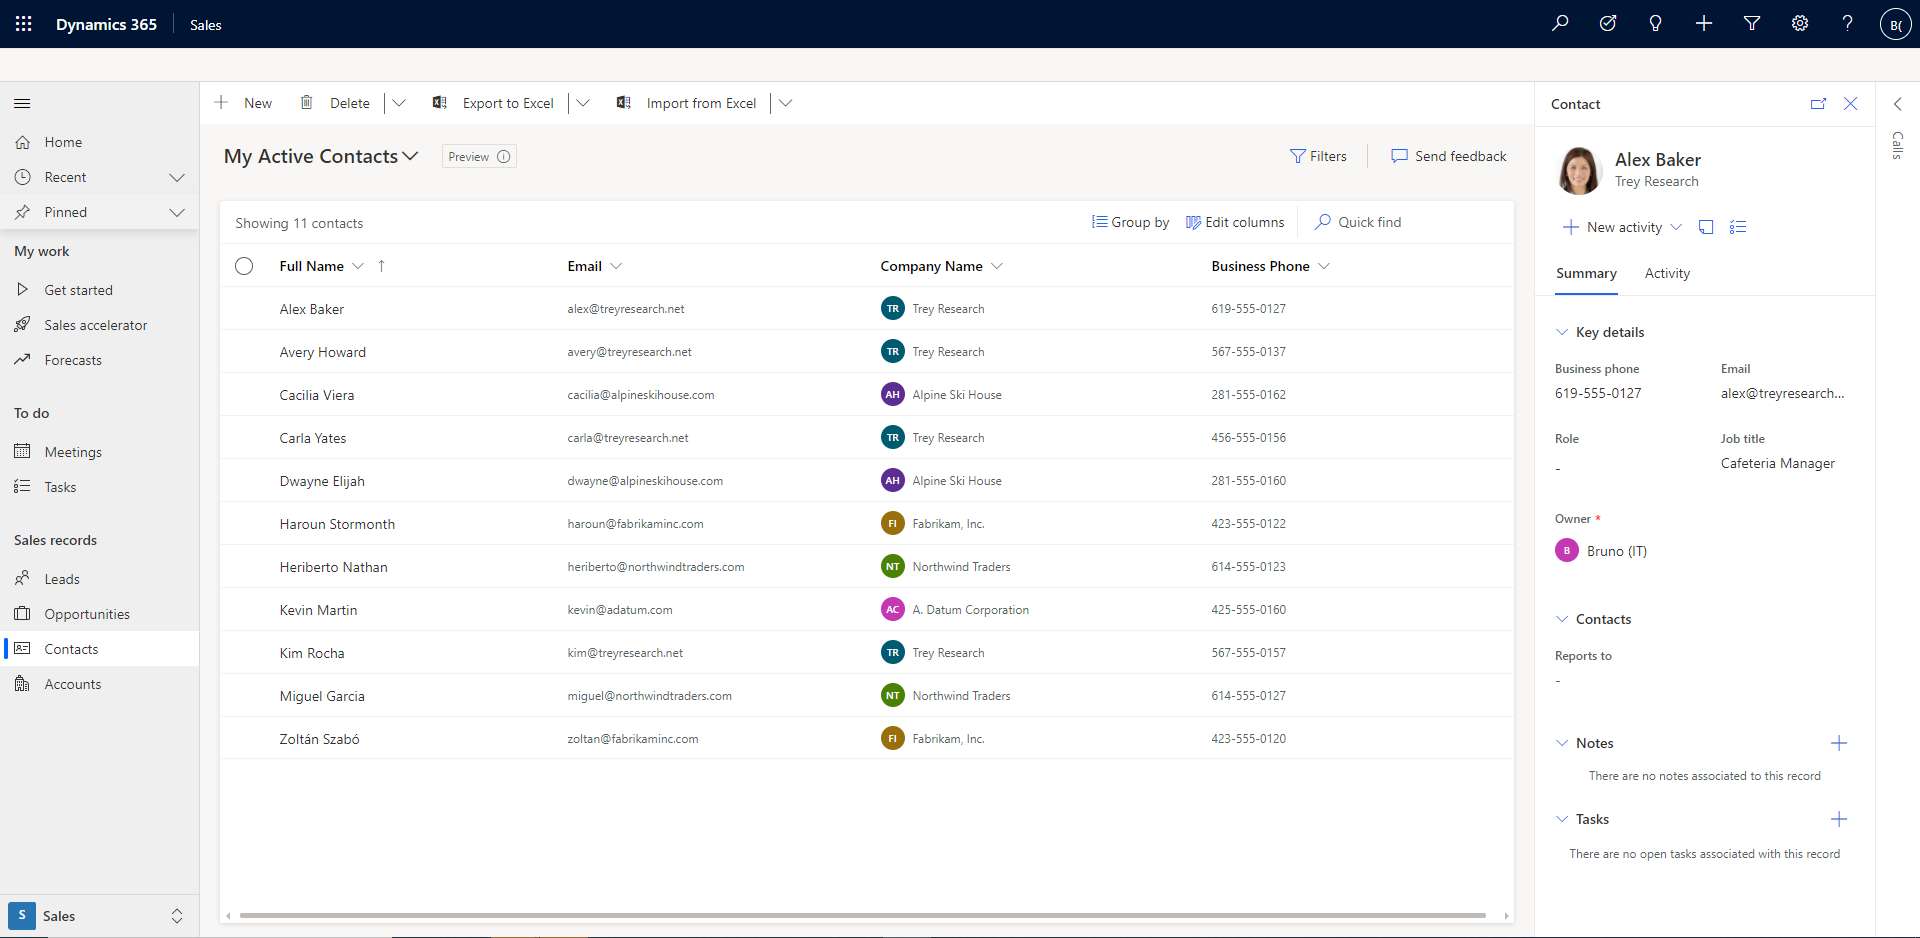 Dynamics 365 Sales B(
New Delete Export to Excel Import from Excel
Home
Recent
Pinned
My work
Get started
Sales accelerator
Forecasts
To do
Meetings
Tasks
Sales records
Leads
Opportunities
Contacts
Accounts
S Sales
My Active Contacts Preview Filters Send feedback
Showing 11 contacts Group by Edit columns Quick find
Full Name Email Company Name Business Phone
Alex Baker alex@treyresearch.net TR Trey Research 619-555-0127
Avery Howard avery@treyresearch.net TR Trey Research 567-555-0137
Cacilia Viera cacilia@alpineskihouse.com AH Alpine Ski House 281-555-0162
Carla Yates carla@treyresearch.net TR Trey Research 456-555-0156
Dwayne Elijah dwayne@alpineskihouse.com AH Alpine Ski House 281-555-0160
Haroun Stormonth haroun@fabrikaminc.com FI Fabrikam, Inc. 423-555-0122
Heriberto Nathan heriberto@northwindtraders.com NT Northwind Traders 614-555-0123
Kevin Martin kevin@adatum.com AC A. Datum Corporation 425-555-0160
Kim Rocha kim@treyresearch.net TR Trey Research 567-555-0157
Miguel Garcia miguel@northwindtraders.com NT Northwind Traders 614-555-0127
Zoltán Szabó zoltan@fabrikaminc.com FI Fabrikam, Inc. 423-555-0120
Contact
Alex Baker
Trey Research
New activity
Summary Activity
Key details
Business phone Email
619-555-0127 alex@treyresearch...
Role Job title
- Cafeteria Manager
Owner *
B Bruno (IT)
Contacts
Reports to
-
Notes
There are no notes associated to this record
Tasks
There are no open tasks associated with this record
Calls